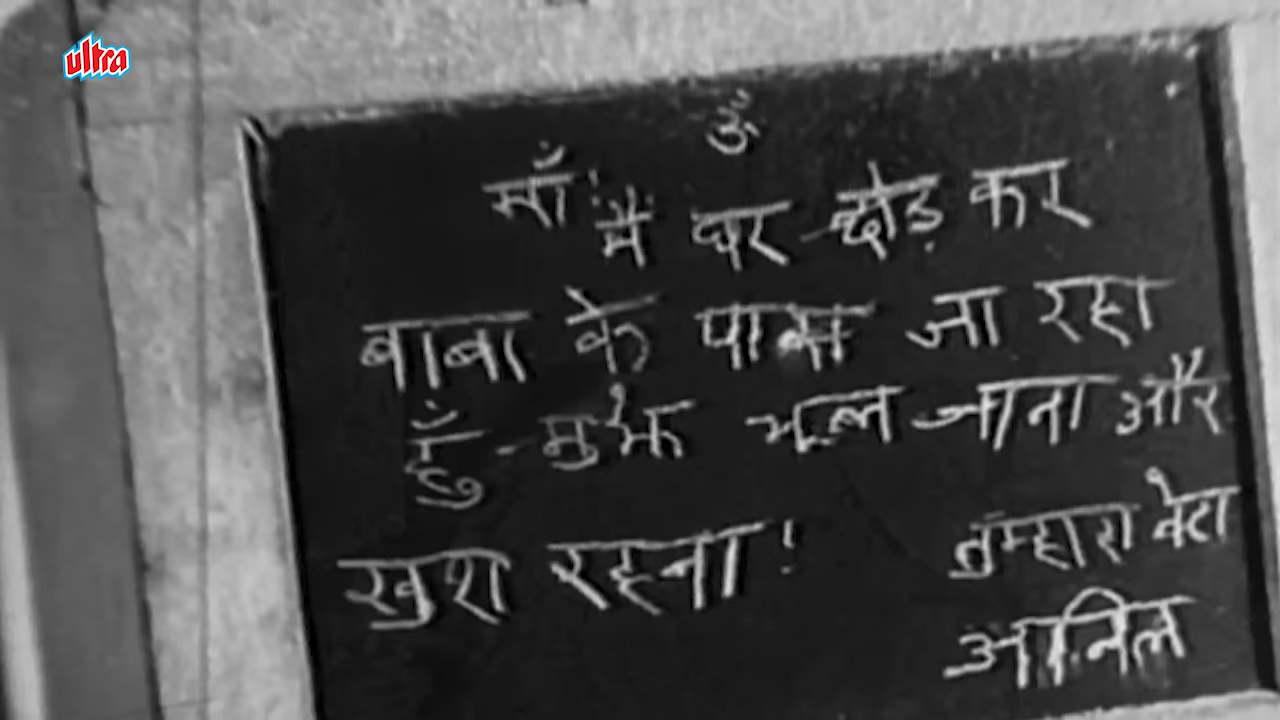 ultra
ॐ
माँ! मैं घर छोड़ कर
बाबा के पास जा रहा
हूँ - मुझे भूल जाना और
खुश रहना! तुम्हारा बेटा
अनिल